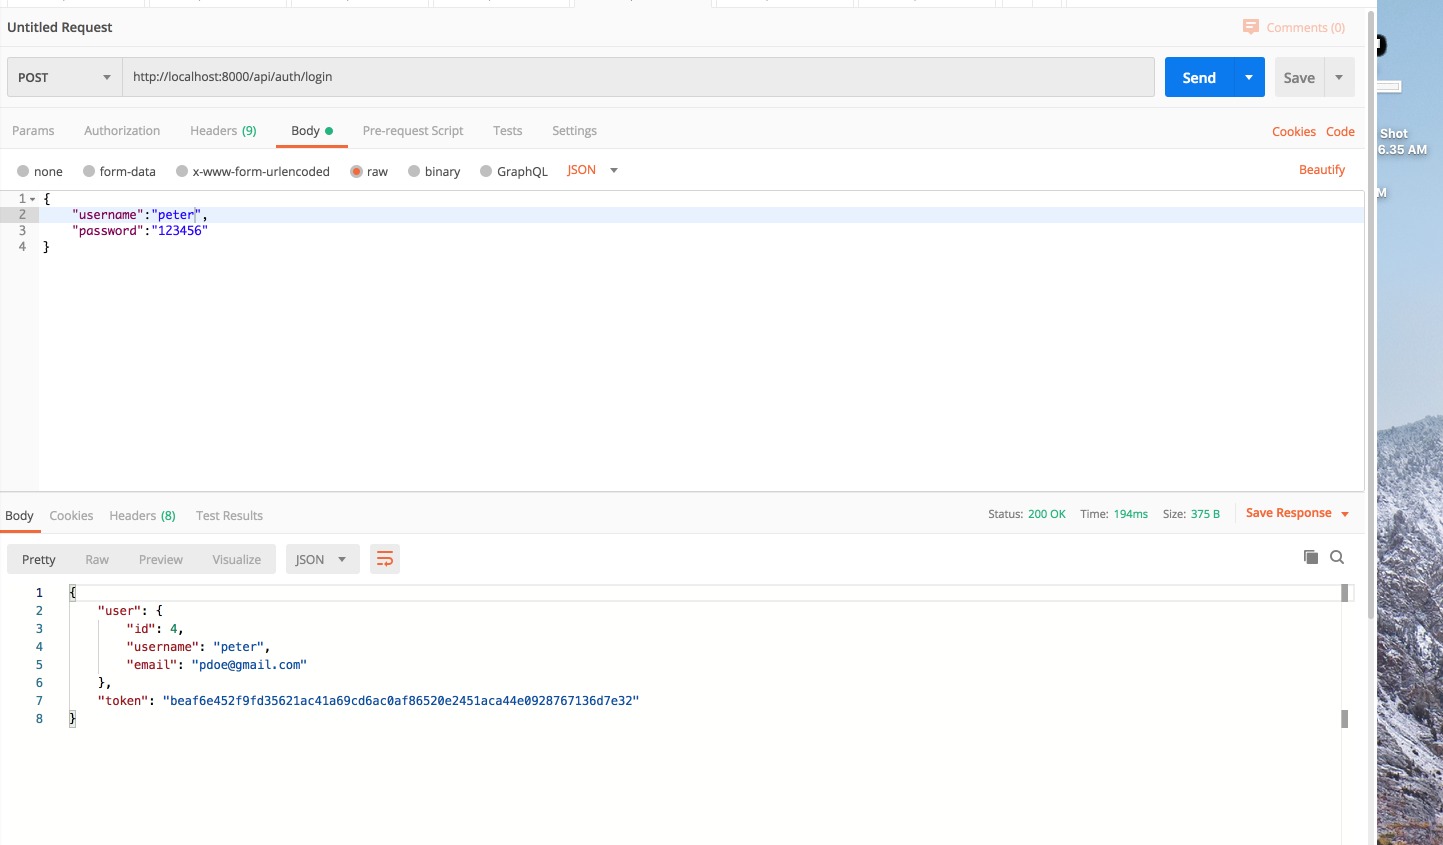 Untitled Request
Comments (0)
POST
http://localhost:8000/api/auth/login
Send
Save
Params Authorization Headers (9) Body Pre-request Script Tests Settings
Cookies Code
none form-data x-www-form-urlencoded raw binary GraphQL JSON
Beautify
1 {
2 "username":"peter",
3 "password":"123456"
4 }
Body Cookies Headers (8) Test Results
Status: 200 OK Time: 194ms Size: 375 B
Save Response
Pretty Raw Preview Visualize JSON
1 {
2 "user": {
3 "id": 4,
4 "username": "peter",
5 "email": "pdoe@gmail.com"
6 },
7 "token": "beaf6e452f9fd35621ac41a69cd6ac0af86520e2451aca44e0928767136d7e32"
8 }
Shot
6.35 AM
M